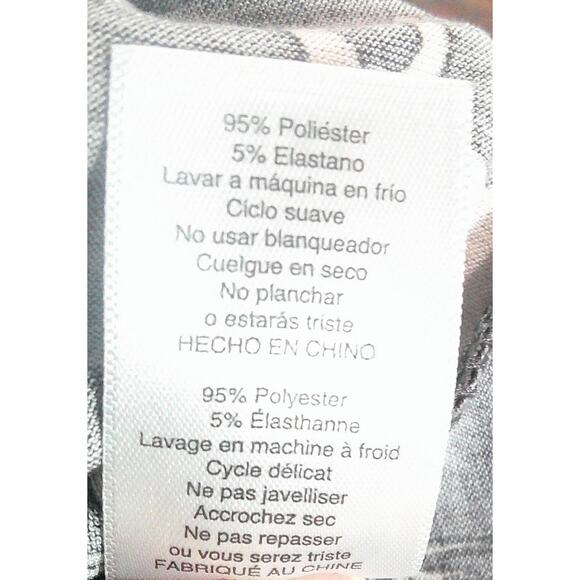 95% Poliéster
5% Elastano
Lavar a máquina en frío
Ciclo suave
No usar blanqueador
Cuelgue en seco
No planchar
o estarás triste
HECHO EN CHINO
95% Polyester
5% Élasthanne
Lavage en machine à froid
Cycle délicat
Ne pas javelliser
Accrochez sec
Ne pas repasser
ou vous serez triste
FABRIQUÉ AU CHINE